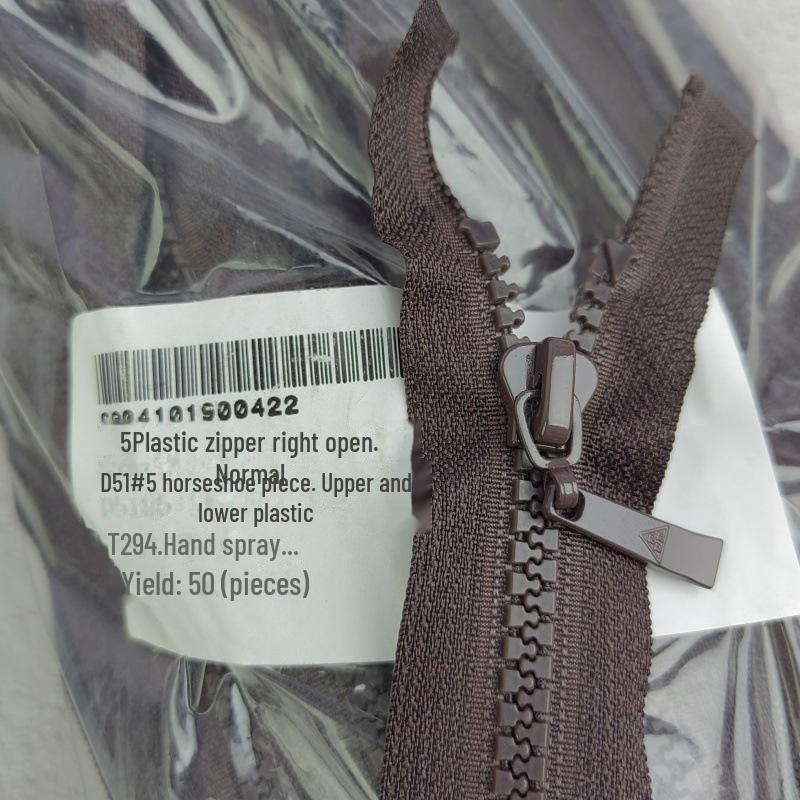 4101900422
5Plastic zipper right open.
Normal
D51#5 horseshoe piece. Upper and
lower plastic
T294.Hand spray...
Yield: 50 (pieces)